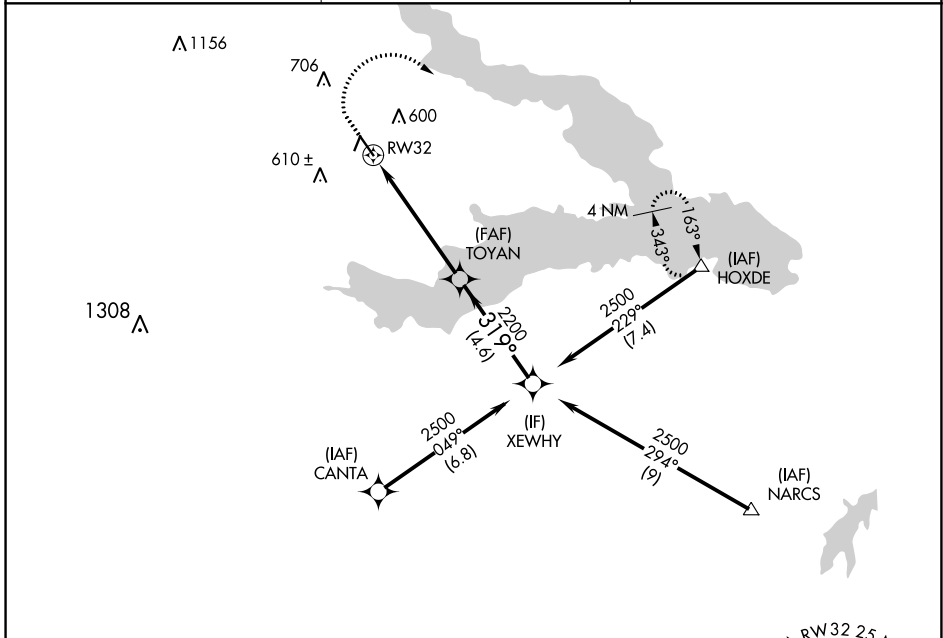 1156
706
600
RW32
610 ±
4 NM
163°
343°
(FAF)
TOYAN
(IAF)
HOXDE
1308
2500
229°
(7.4)
2200
319°
(4.6)
(IF)
XEWHY
2500
049°
(6.8)
(IAF)
CANTA
2500
294°
(9)
(IAF)
NARCS
RW32 25